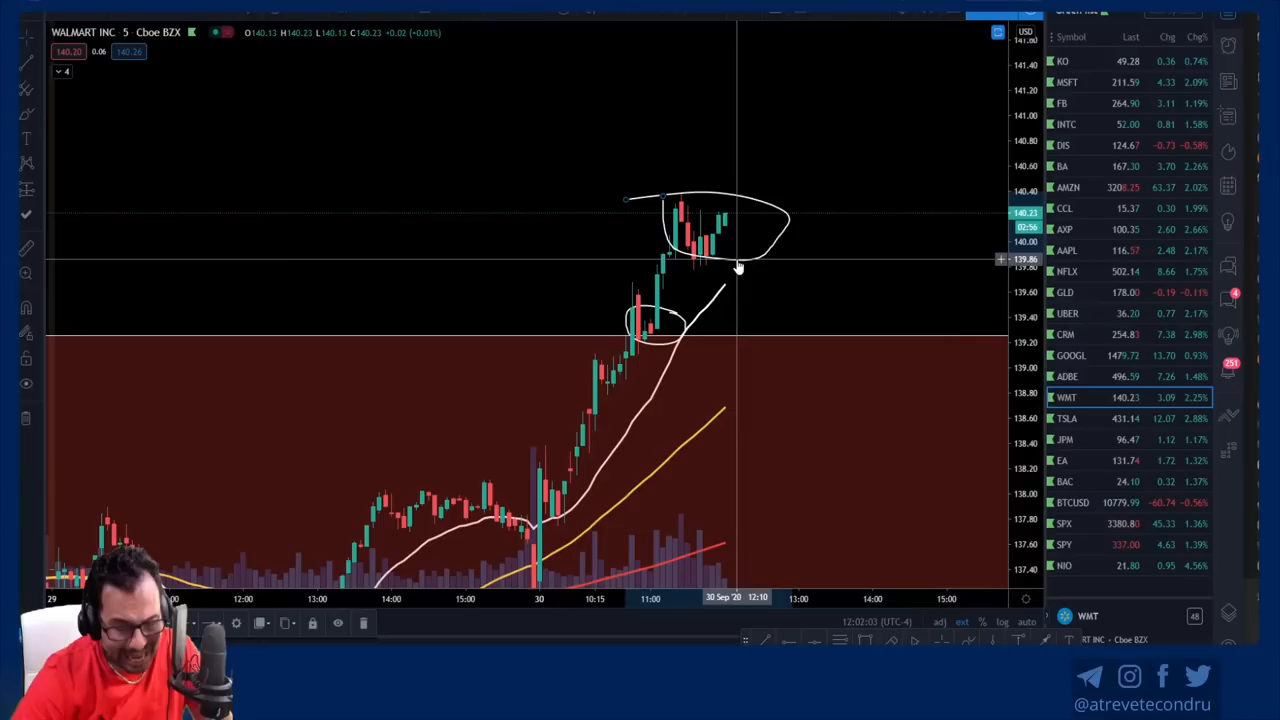 WALMART INC · 5 · Cboe BZX O140.13 H140.23 L140.13 C140.23 +0.02 (+0.01%)
140.20 0.06 140.26
4
USD
141.60
141.40
141.20
141.00
140.80
140.60
140.40
140.23
02:56
140.00
139.86
139.80
139.60
139.40
139.20
139.00
138.80
138.60
138.40
138.20
138.00
137.80
137.60
137.40
29 12:00 13:00 14:00 15:00 30 10:15 11:00 30 Sep '20 12:10 13:00 14:00 15:00
12:02:03 (UTC-4) adj ext % log auto
Symbol Last Chg Chg%
KO 49.28 0.36 0.74%
MSFT 211.59 4.33 2.09%
FB 264.90 3.11 1.19%
INTC 52.00 0.81 1.58%
DIS 124.67 -0.73 -0.58%
BA 167.30 3.70 2.26%
AMZN 3208.25 63.37 2.02%
CCL 15.37 0.30 1.99%
AXP 100.35 2.60 2.66%
AAPL 116.57 2.48 2.17%
NFLX 502.14 8.66 1.75%
GLD 178.00 -0.19 -0.11%
UBER 36.20 0.77 2.17%
CRM 254.83 7.38 2.98%
GOOGL 1479.72 13.70 0.93%
ADBE 496.59 7.26 1.48%
WMT 140.23 3.09 2.25%
TSLA 431.14 12.07 2.88%
JPM 96.47 1.12 1.17%
EA 131.74 1.72 1.32%
BAC 24.10 0.32 1.37%
BTCUSD 10779.99 -60.74 -0.56%
SPX 3380.80 45.33 1.36%
SPY 337.00 4.63 1.39%
NIO 21.80 0.95 4.56%
WMT 48
INC · Cboe BZX
4
251
@atrevetecondru